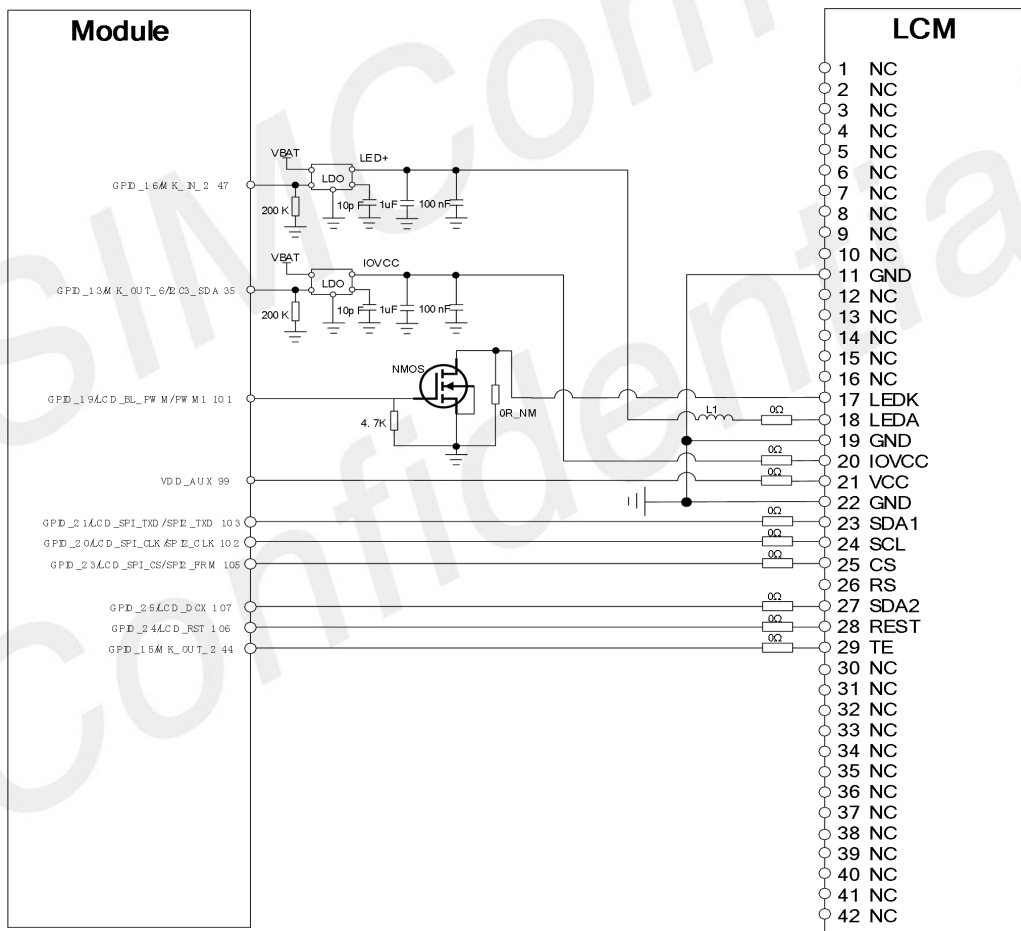 Module
LCM
SIMCom
Confidential
VBAT
LED+
LDO
GPIO_16/MK_IN_2 47
200 K
10p F
1uF
100 nF
VBAT
IOVCC
LDO
GPIO_13/MK_OUT_6/I2C3_SDA 35
200 K
10p F
1uF
100 nF
NMOS
GPIO_19/LCD_BL_PWM/PWM1 101
4.7K
0R_NM
VDD_AUX 99
GPIO_21/LCD_SPI_TXD/SPI2_TXD 103
GPIO_20/LCD_SPI_CLK/SPI2_CLK 102
GPIO_23/LCD_SPI_CS/SPI2_FRM 105
GPIO_25/LCD_DCX 107
GPIO_24/LCD_RST 106
GPIO_15/MK_OUT_2 44
L1
0Ω
0Ω
0Ω
0Ω
0Ω
0Ω
0Ω
0Ω
0Ω
1 NC
2 NC
3 NC
4 NC
5 NC
6 NC
7 NC
8 NC
9 NC
10 NC
11 GND
12 NC
13 NC
14 NC
15 NC
16 NC
17 LEDK
18 LEDA
19 GND
20 IOVCC
21 VCC
22 GND
23 SDA1
24 SCL
25 CS
26 RS
27 SDA2
28 REST
29 TE
30 NC
31 NC
32 NC
33 NC
34 NC
35 NC
36 NC
37 NC
38 NC
39 NC
40 NC
41 NC
42 NC